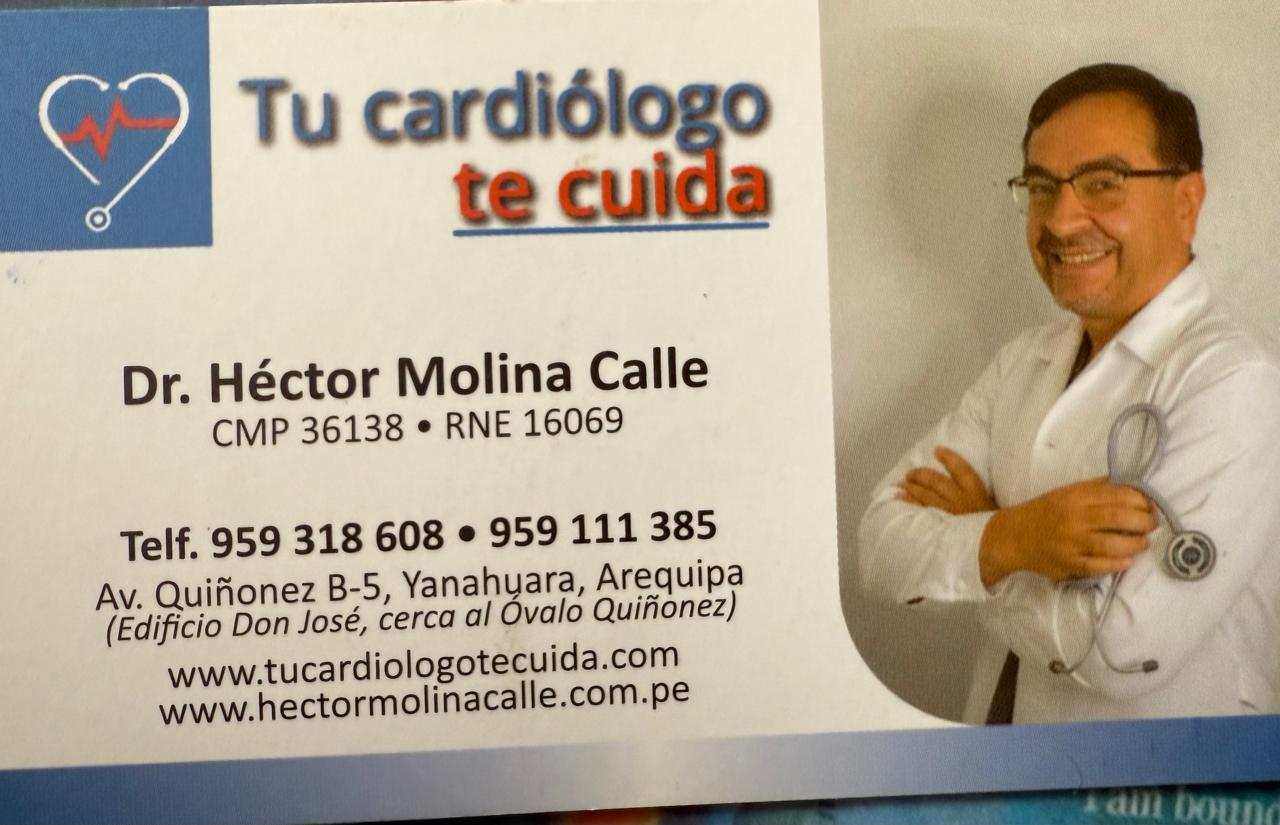 Tu cardiólogo
te cuida
Dr. Héctor Molina Calle
CMP 36138 • RNE 16069
Telf. 959 318 608 • 959 111 385
Av. Quiñonez B-5, Yanahuara, Arequipa
(Edificio Don José, cerca al Óvalo Quiñonez)
www.tucardiologotecuida.com
www.hectormolinacalle.com.pe
I am bound